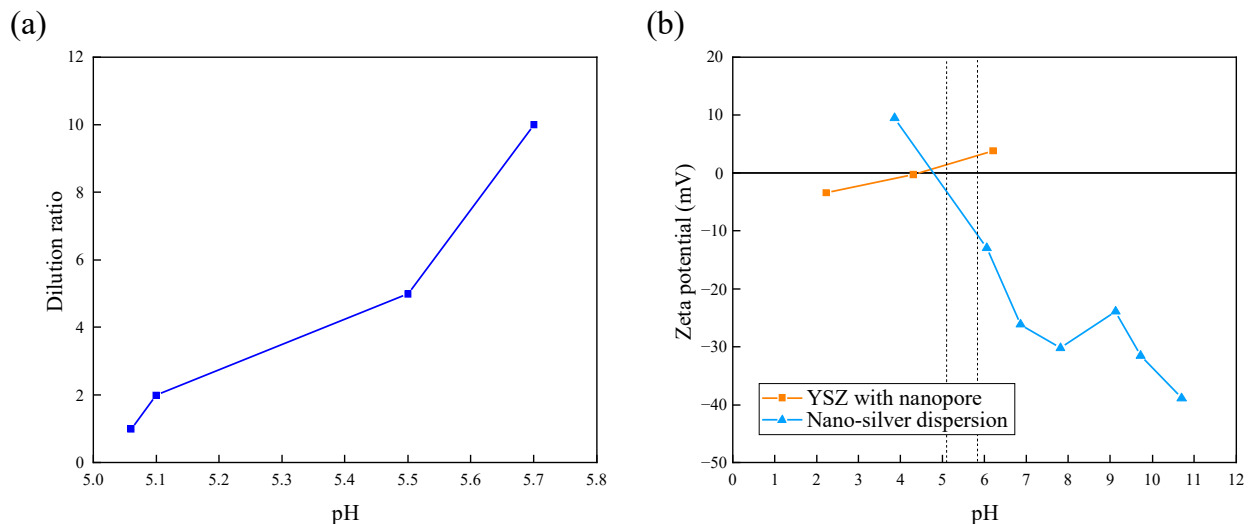 (a)
12
10
8
6
4
2
0
Dilution ratio
5.0 5.1 5.2 5.3 5.4 5.5 5.6 5.7 5.8
pH
(b)
20
10
0
−10
−20
−30
−40
−50
Zeta potential (mV)
YSZ with nanopore
Nano-silver dispersion
0 1 2 3 4 5 6 7 8 9 10 11 12
pH